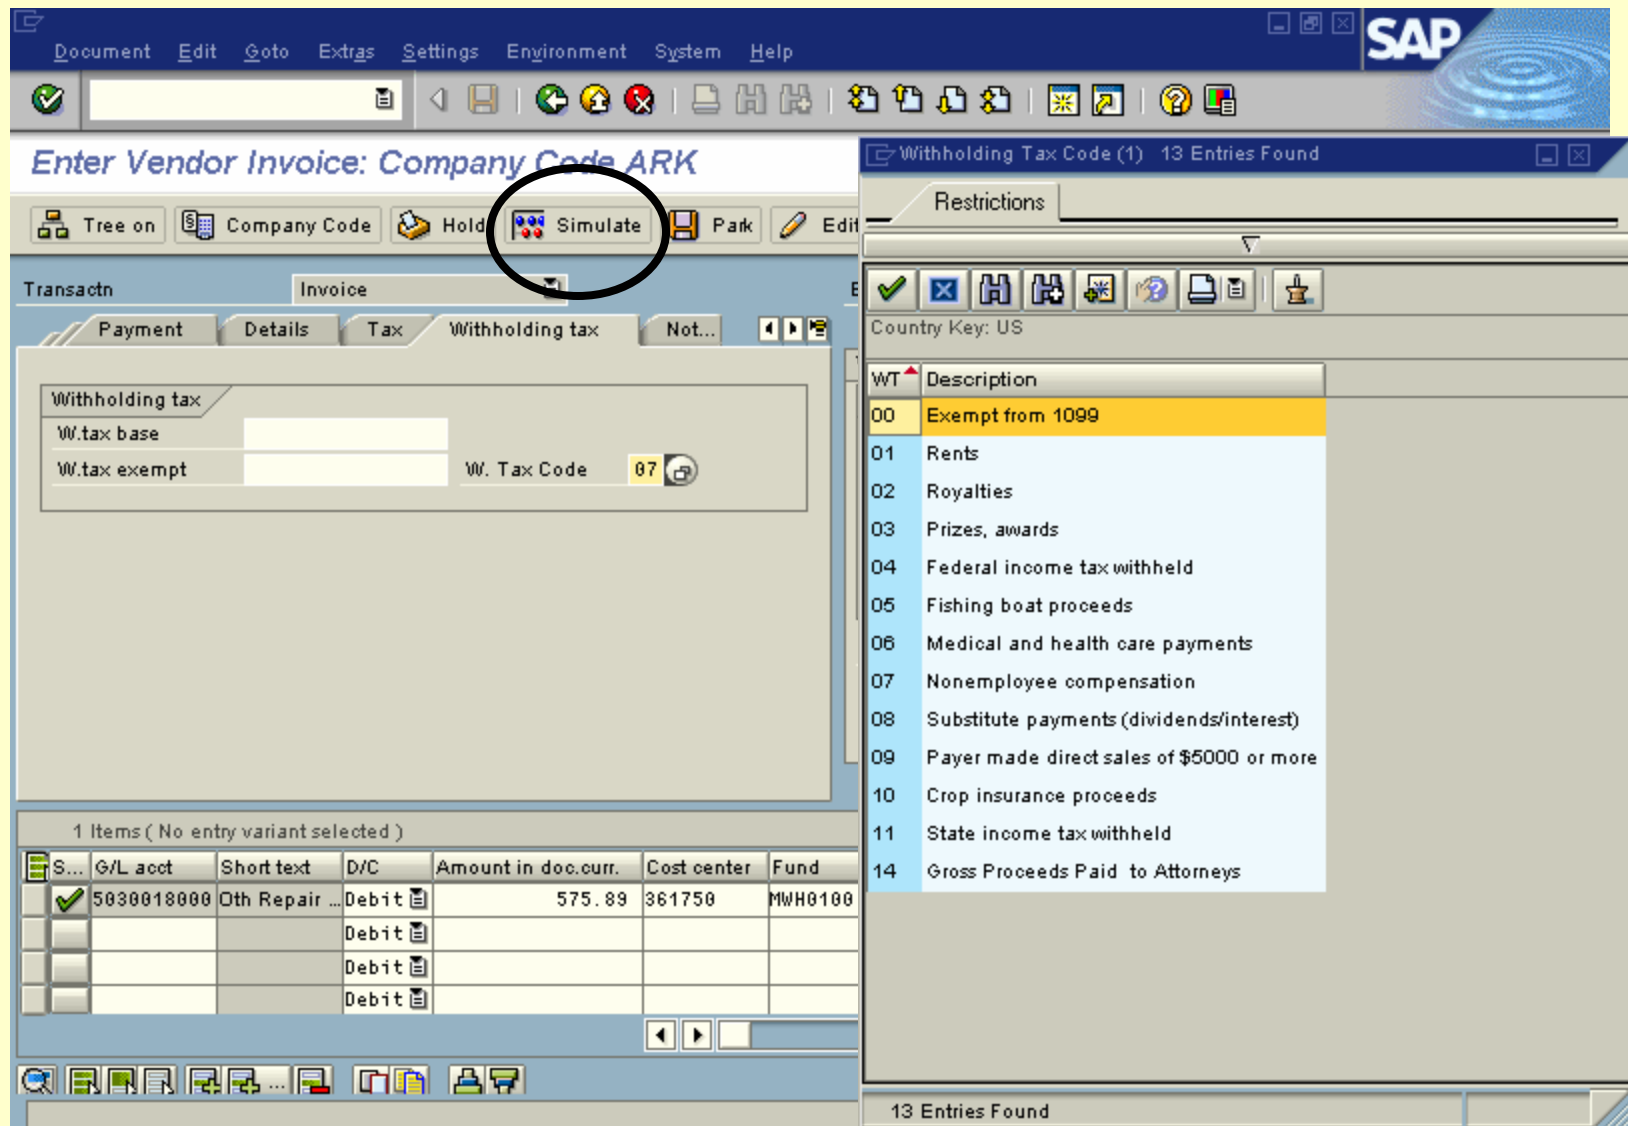 Document Edit Goto Extras Settings Environment System Help
SAP
Enter Vendor Invoice: Company Code ARK
Tree on Company Code Hold Simulate Park Edit
Transactn Invoice
Payment Details Tax Withholding tax Not...
Withholding tax
W.tax base
W.tax exempt W. Tax Code 07
1 Items ( No entry variant selected )
S... G/L acct Short text D/C Amount in doc.curr. Cost center Fund
5030018000 Oth Repair ... Debit 575.89 361750 MWH0100
Debit
Debit
Debit
Withholding Tax Code (1) 13 Entries Found
Restrictions
Country Key: US
WT Description
00 Exempt from 1099
01 Rents
02 Royalties
03 Prizes, awards
04 Federal income tax withheld
05 Fishing boat proceeds
06 Medical and health care payments
07 Nonemployee compensation
08 Substitute payments (dividends/interest)
09 Payer made direct sales of $5000 or more
10 Crop insurance proceeds
11 State income tax withheld
14 Gross Proceeds Paid to Attorneys
13 Entries Found